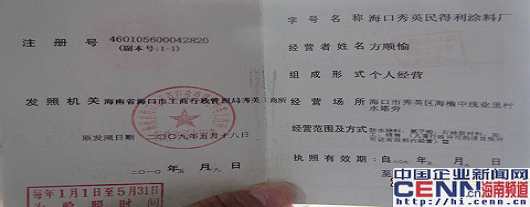 注册号 460105600042820
(副本号:1-1)
发照机关 海南省海口市工商行政管理局秀英工商所
原发照日期 二〇〇九年五月十八日
二〇一〇年五月 日
每年1月1日至5月31日
字号名称 海口秀英民得利涂料厂
经营者姓名 方顺愉
组成形式 个人经营
经营场所 海口市秀英区海榆中线业里村
水塔旁
经营范围及方式
执照有效期:自 年五月 日
至
中国企业新闻网
CENN 海南频道